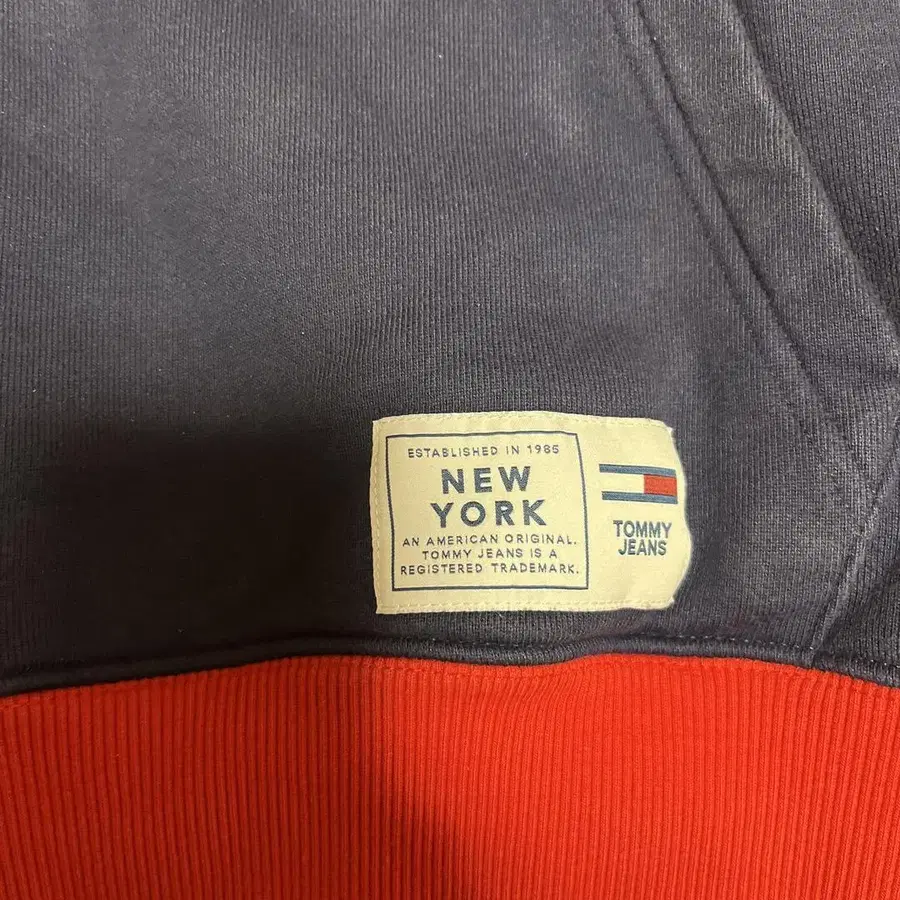 ESTABLISHED IN 1985
NEW
YORK
AN AMERICAN ORIGINAL.
TOMMY JEANS IS A
REGISTERED TRADEMARK.
TOMMY
JEANS